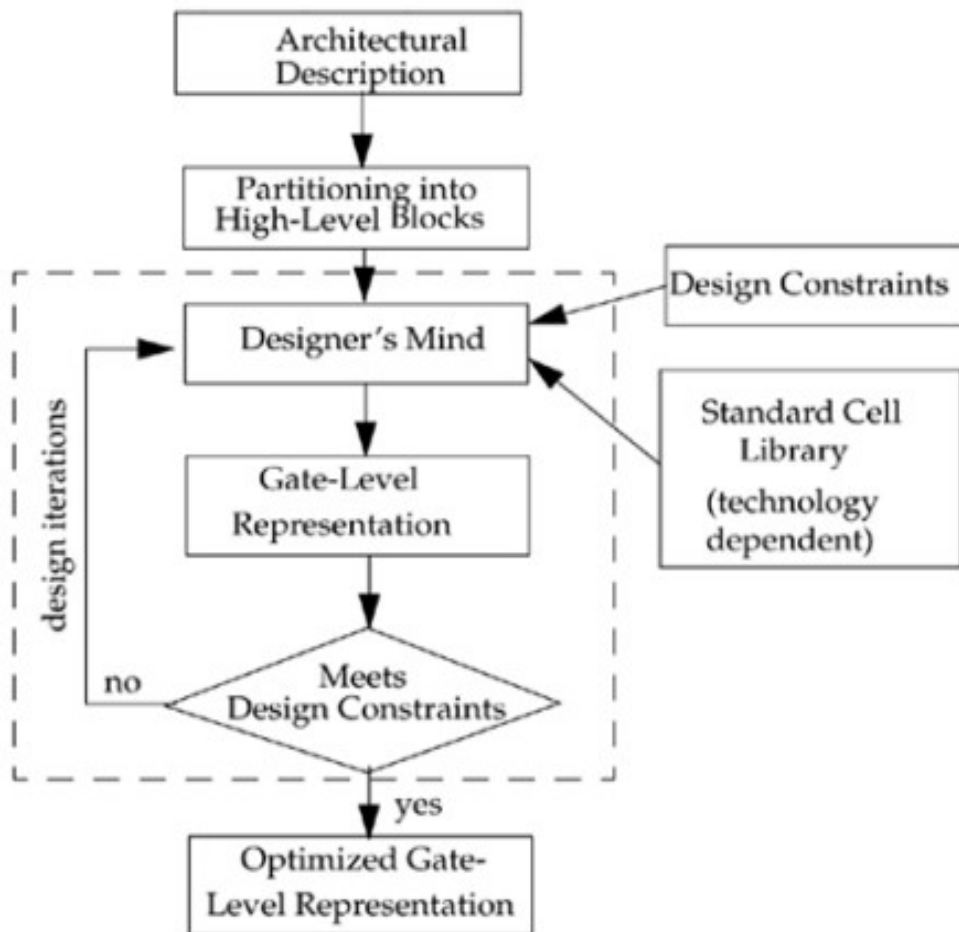 Architectural
Description
Partitioning into
High-Level Blocks
Design Constraints
Designer's Mind
Standard Cell
Library
(technology
dependent)
design iterations
Gate-Level
Representation
Meets
Design Constraints
no
yes
Optimized Gate-
Level Representation